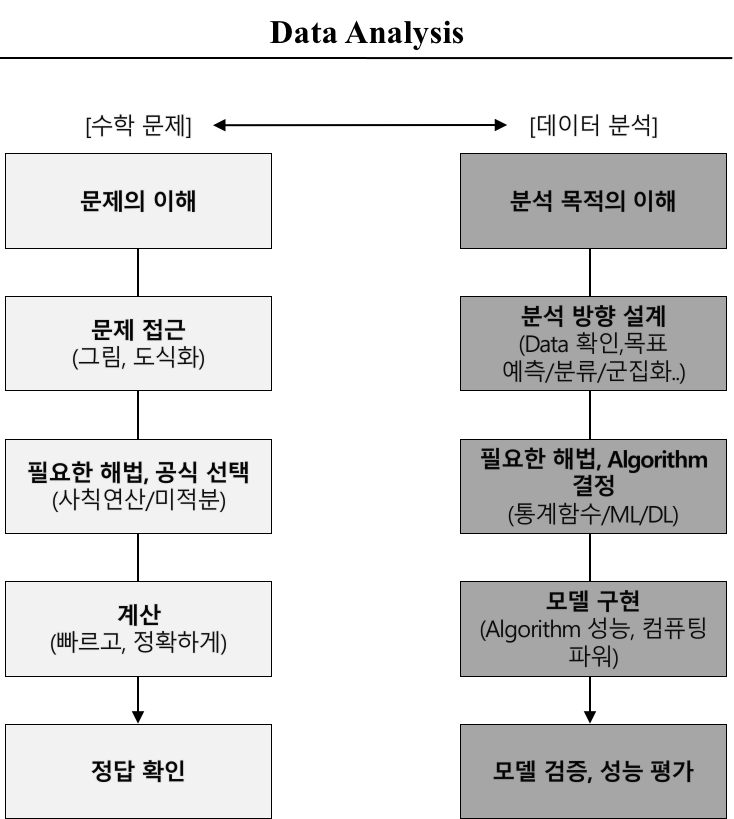 Data Analysis
[수학 문제]
[데이터 분석]
문제의 이해
분석 목적의 이해
문제 접근
(그림, 도식화)
분석 방향 설계
(Data 확인,목표
예측/분류/군집화..)
필요한 해법, 공식 선택
(사칙연산/미적분)
필요한 해법, Algorithm
결정
(통계함수/ML/DL)
계산
(빠르고, 정확하게)
모델 구현
(Algorithm 성능, 컴퓨팅
파워)
정답 확인
모델 검증, 성능 평가